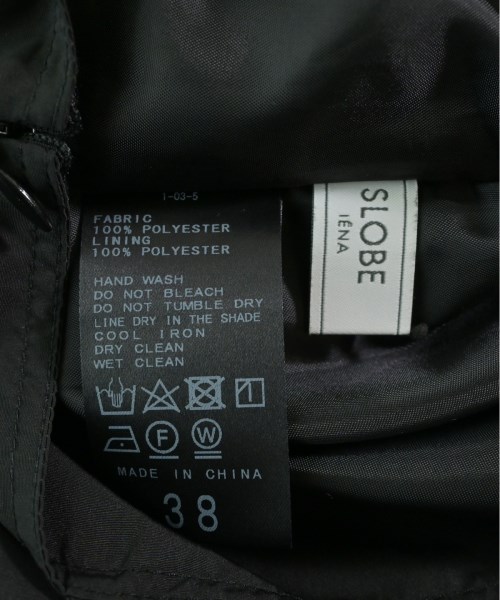 1-03-5
FABRIC
100% POLYESTER
LINING
100% POLYESTER
HAND WASH
DO NOT BLEACH
DO NOT TUMBLE DRY
LINE DRY IN THE SHADE
COOL IRON
DRY CLEAN
WET CLEAN
F
W
MADE IN CHINA
38
SLOBE
IÉNA